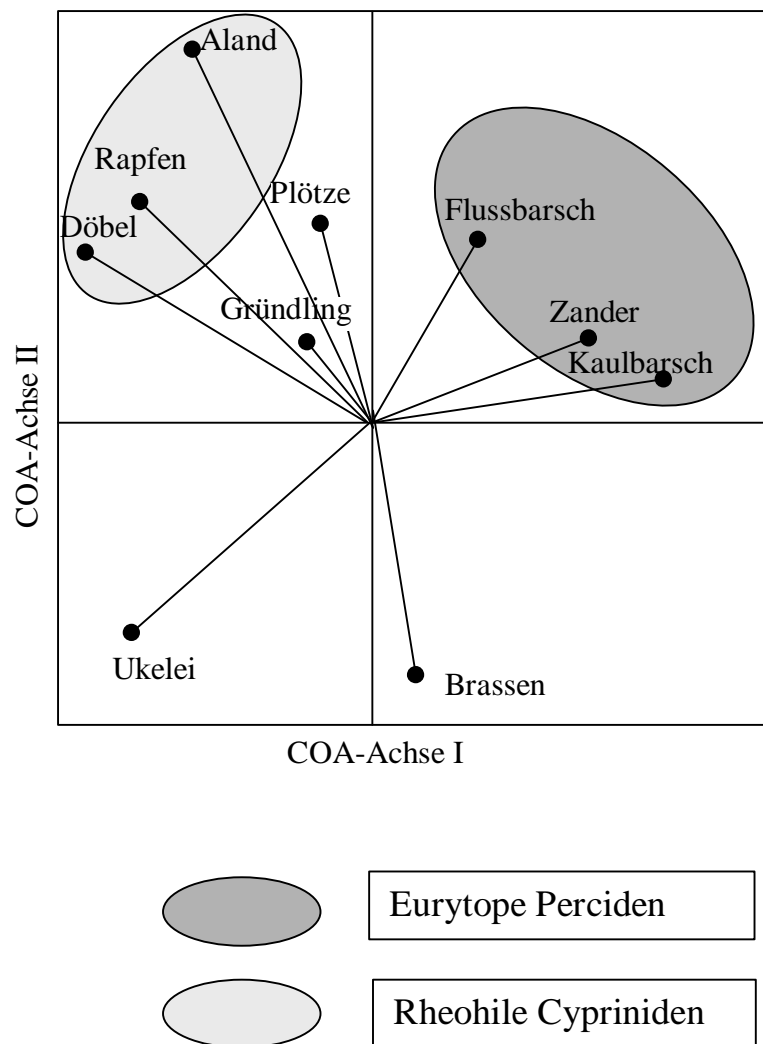 Aland
Rapfen
Plötze
Döbel
Flussbarsch
Gründling
Zander
Kaulbarsch
COA-Achse II
Ukelei
Brassen
COA-Achse I
Eurytope Perciden
Rheohile Cypriniden